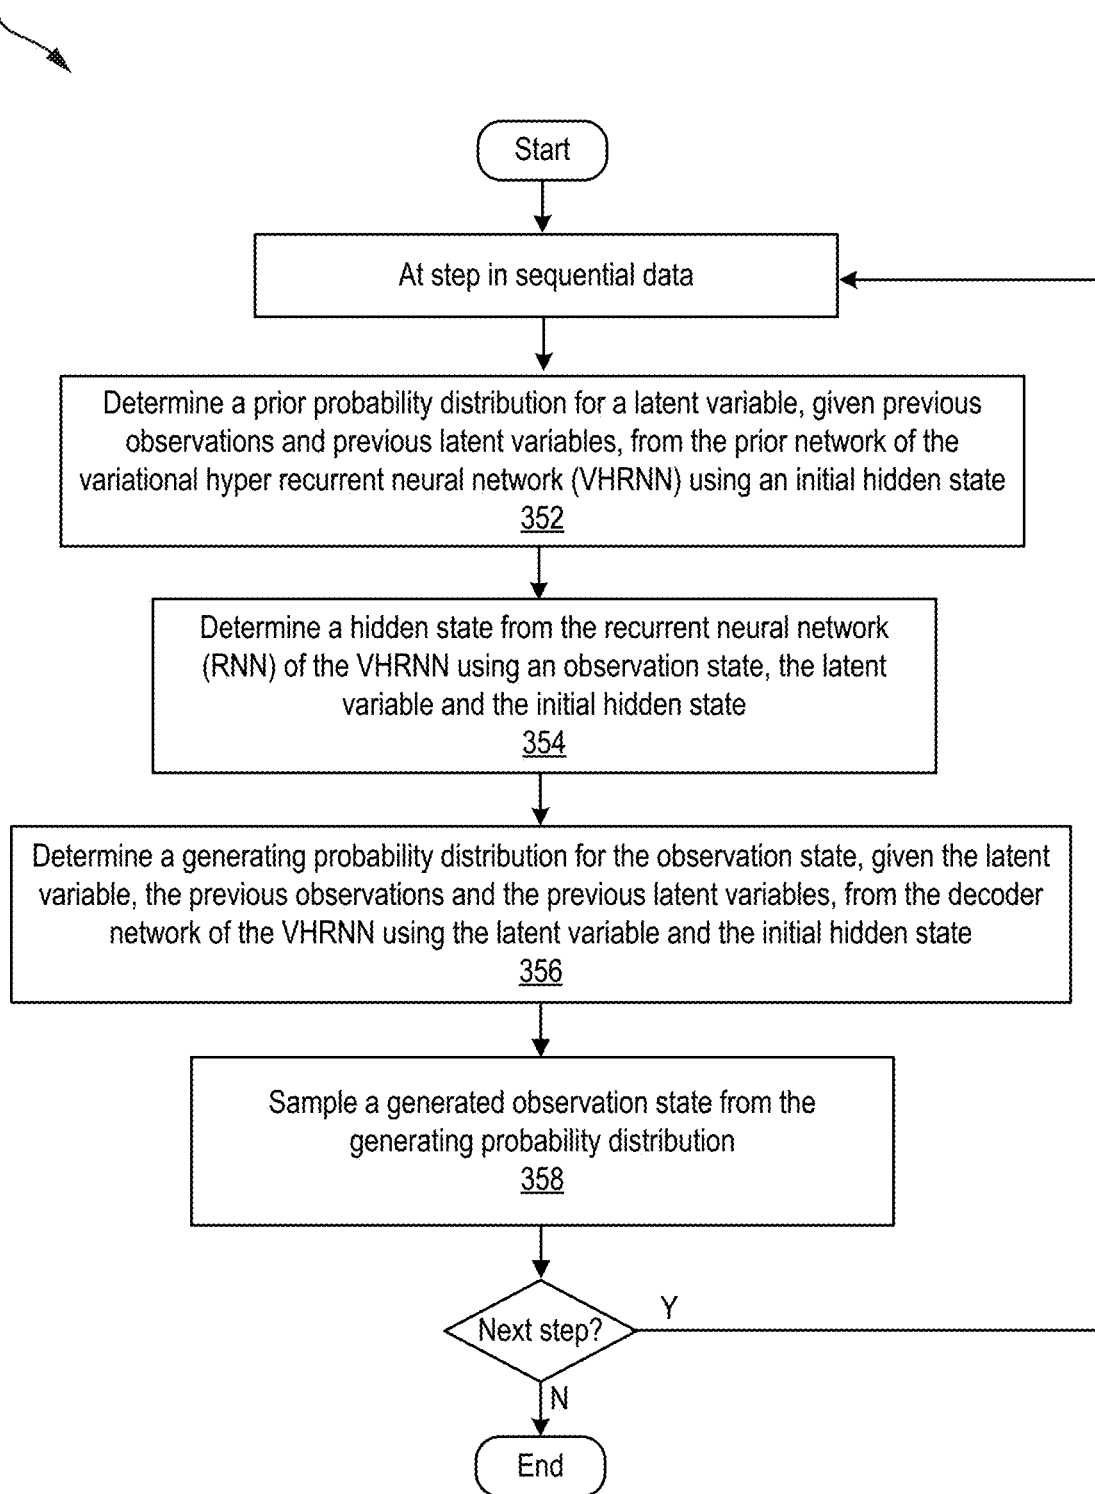 Start
At step in sequential data
Determine a prior probability distribution for a latent variable, given previous
observations and previous latent variables, from the prior network of the
variational hyper recurrent neural network (VHRNN) using an initial hidden state
352
Determine a hidden state from the recurrent neural network
(RNN) of the VHRNN using an observation state, the latent
variable and the initial hidden state
354
Determine a generating probability distribution for the observation state, given the latent
variable, the previous observations and the previous latent variables, from the decoder
network of the VHRNN using the latent variable and the initial hidden state
356
Sample a generated observation state from the
generating probability distribution
358
Y
Next step?
N
End